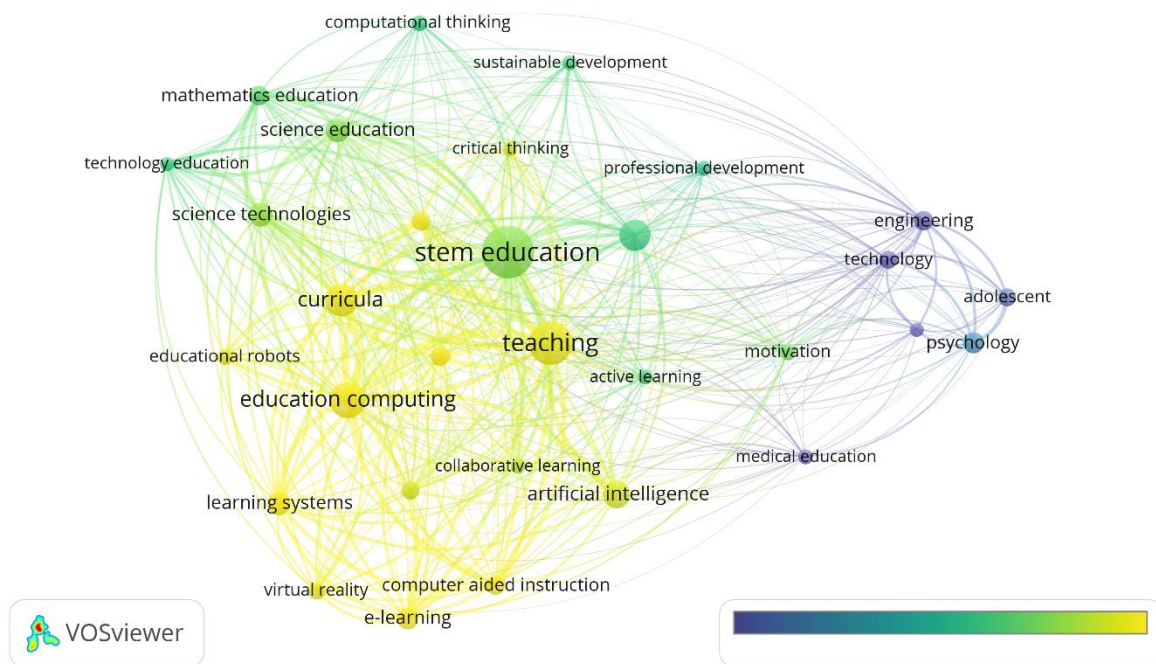 computational thinking
sustainable development
mathematics education
science education
critical thinking
technology education
professional development
science technologies
engineering
stem education
technology
curricula
adolescent
teaching
psychology
educational robots
motivation
active learning
education computing
medical education
collaborative learning
artificial intelligence
learning systems
computer aided instruction
virtual reality
e-learning
VOSviewer